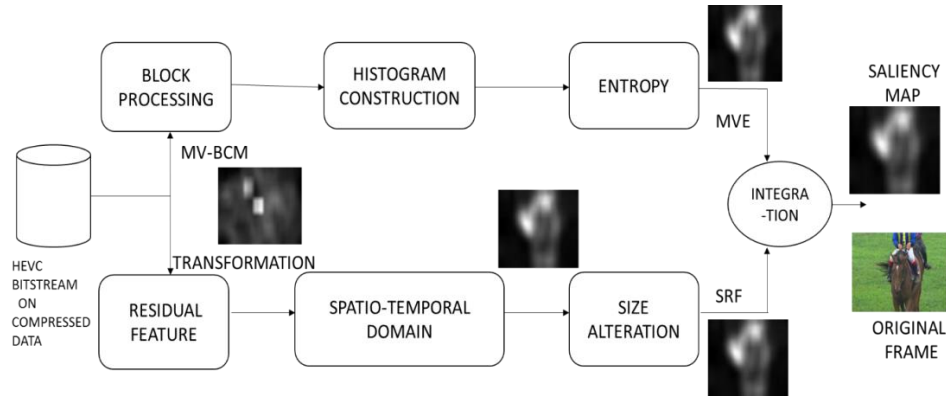 BLOCK
PROCESSING
HISTOGRAM
CONSTRUCTION
ENTROPY
SALIENCY
MAP
MV-BCM
MVE
INTEGRA
-TION
HEVC
BITSTREAM
ON
COMPRESSED
DATA
TRANSFORMATION
RESIDUAL
FEATURE
SPATIO-TEMPORAL
DOMAIN
SIZE
ALTERATION
SRF
ORIGINAL
FRAME